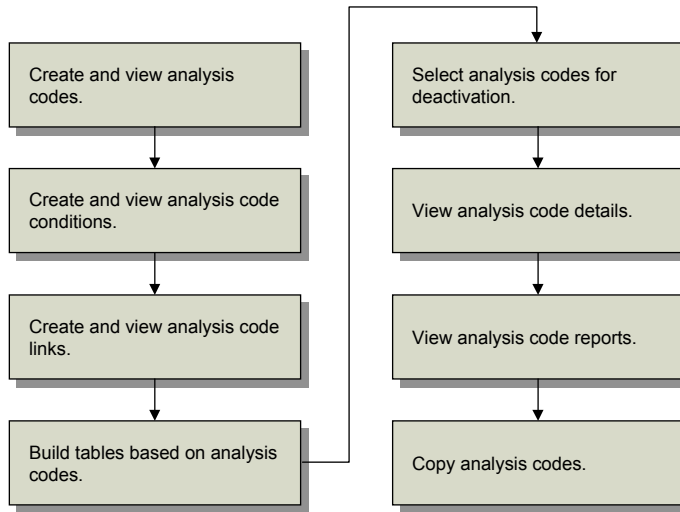 Create and view analysis
codes.
Create and view analysis code
conditions.
Create and view analysis code
links.
Build tables based on analysis
codes.
Select analysis codes for
deactivation.
View analysis code details.
View analysis code reports.
Copy analysis codes.